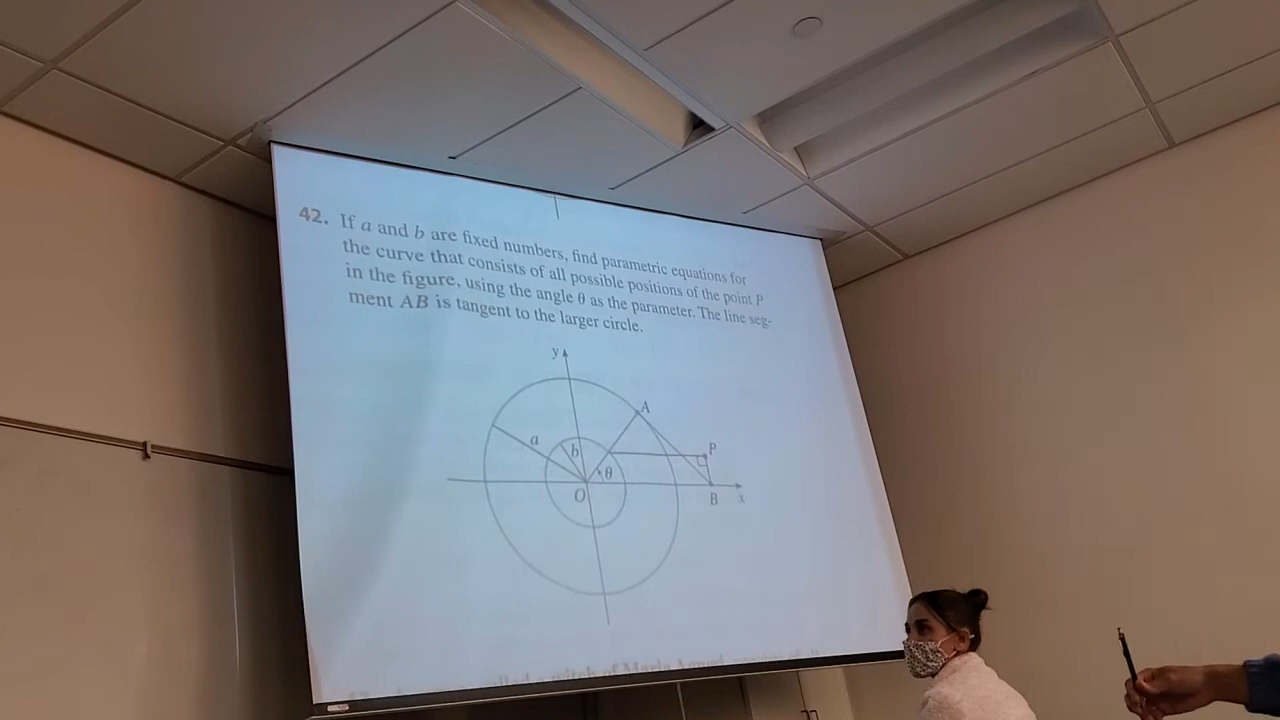 42. If a and b are fixed numbers, find parametric equations for
the curve that consists of all possible positions of the point P
in the figure, using the angle θ as the parameter. The line seg-
ment AB is tangent to the larger circle.
y
A
a
b
P
θ
O
B
x